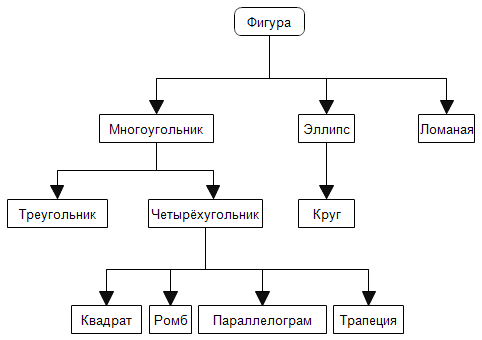 Фигура
Многоугольник
Эллипс
Ломаная
Треугольник
Четырёхугольник
Круг
Квадрат
Ромб
Параллелограм
Трапеция